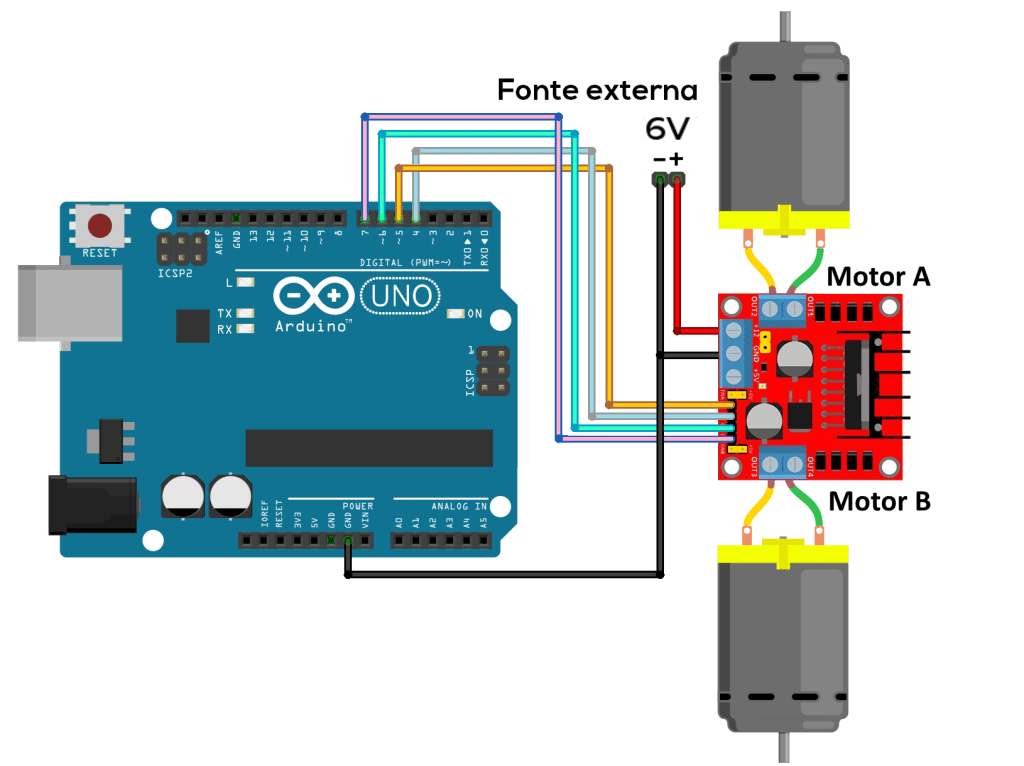 Fonte externa
6V
- +
RESET
ICSP2
AREF
GND
13
12
~11
~10
~9
8
7
~6
~5
4
~3
2
TX0▶1
RX0◀0
DIGITAL (PWM=~)
L
TX
RX
UNO
Arduino™
ON
1
ICSP
IOREF
RESET
3V3
5V
GND
GND
VIN
POWER
ANALOG IN
A0
A1
A2
A3
A4
A5
Motor A
OUT2
OUT1
+12
GND
+5V
OUT3
OUT4
Motor B